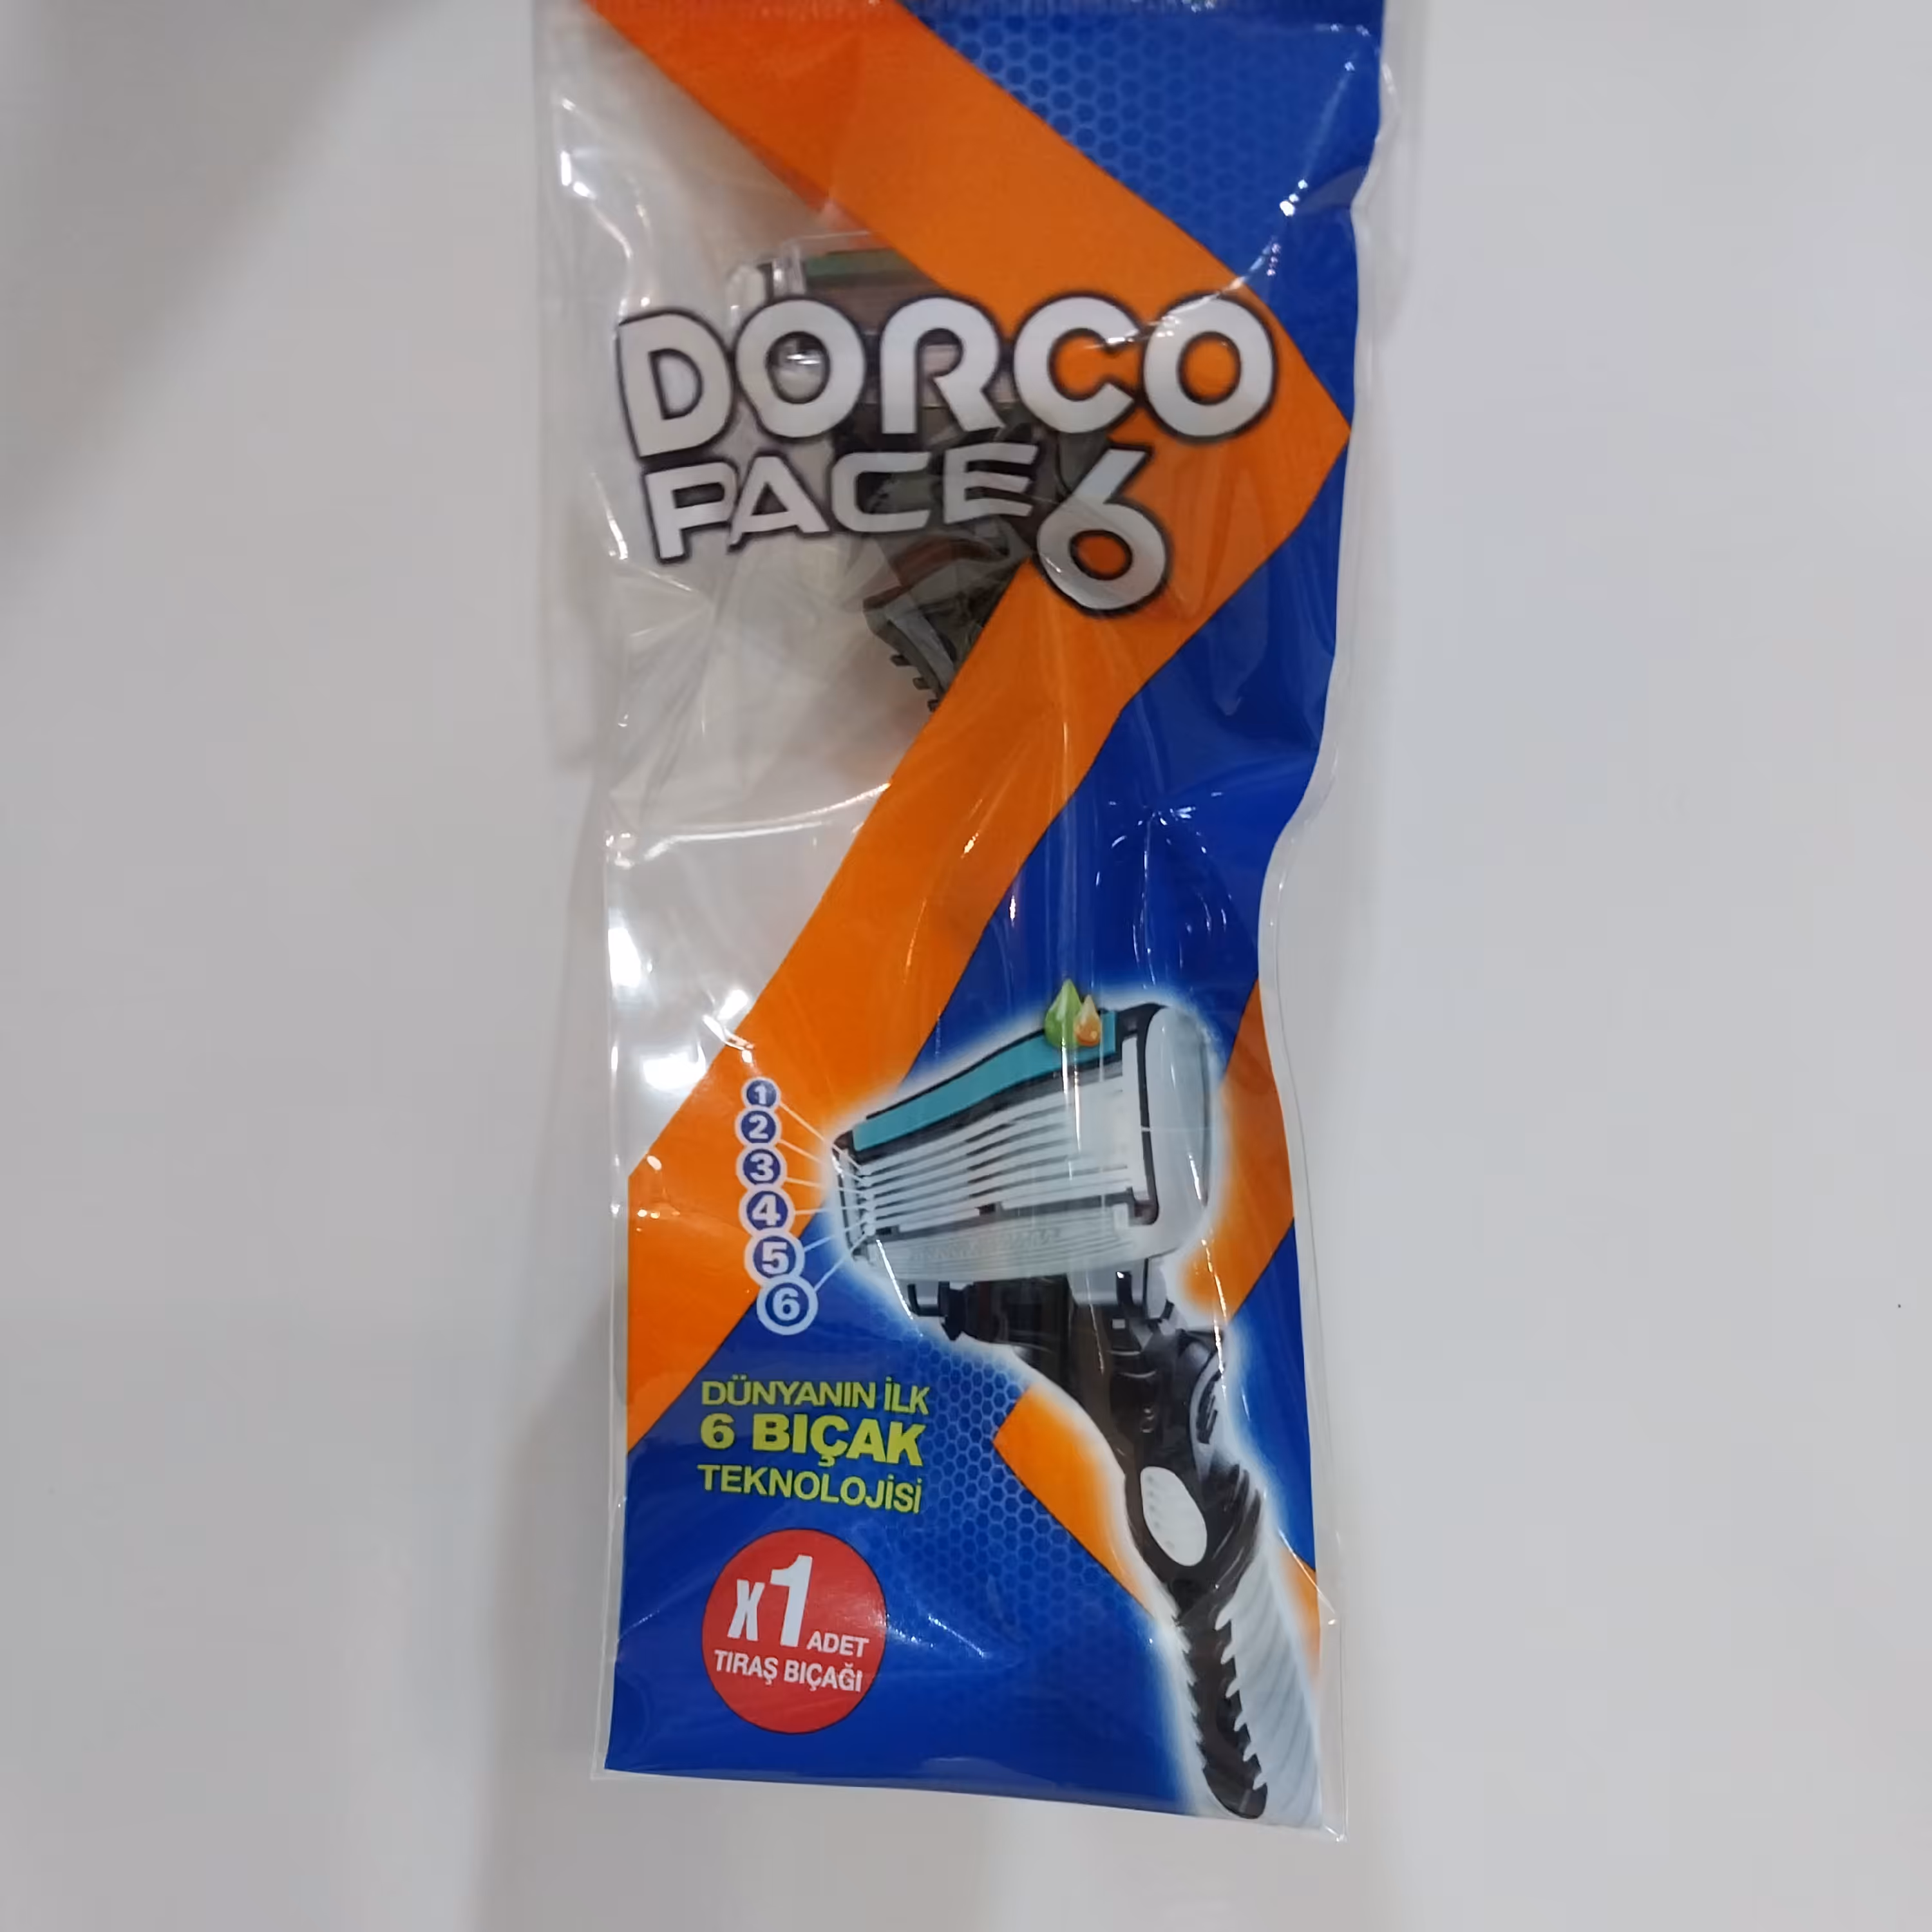 DORCO
PACE 6
1
2
3
4
5
6
DÜNYANIN İLK
6 BIÇAK
TEKNOLOJİSİ
X1 ADET
TIRAŞ BIÇAĞI